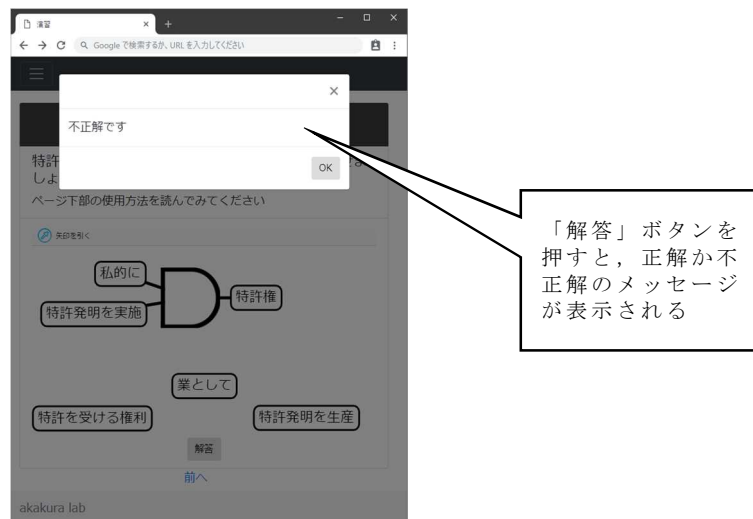 演習
Google で検索するか、URL を入力してください
不正解です
OK
特許
しよ
ページ下部の使用方法を読んでみてください
矢印を引く
私的に
特許発明を実施
特許権
業として
特許を受ける権利
特許発明を生産
解答
前へ
akakura lab
「解答」ボタンを
押すと，正解か不
正解のメッセージ
が表示される